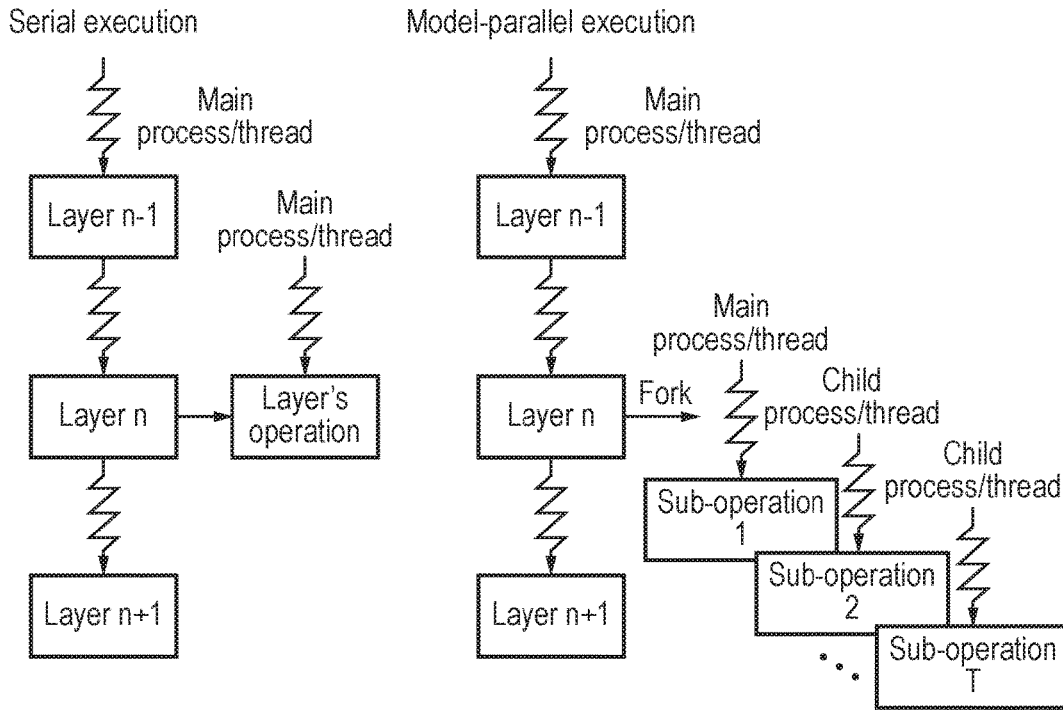 Serial execution
Main
process/thread
Layer n-1
Main
process/thread
Layer n
Layer's
operation
Layer n+1
Model-parallel execution
Main
process/thread
Layer n-1
Main
process/thread
Layer n
Fork
Child
process/thread
Child
process/thread
Sub-operation
1
Sub-operation
2
Sub-operation
T
Layer n+1